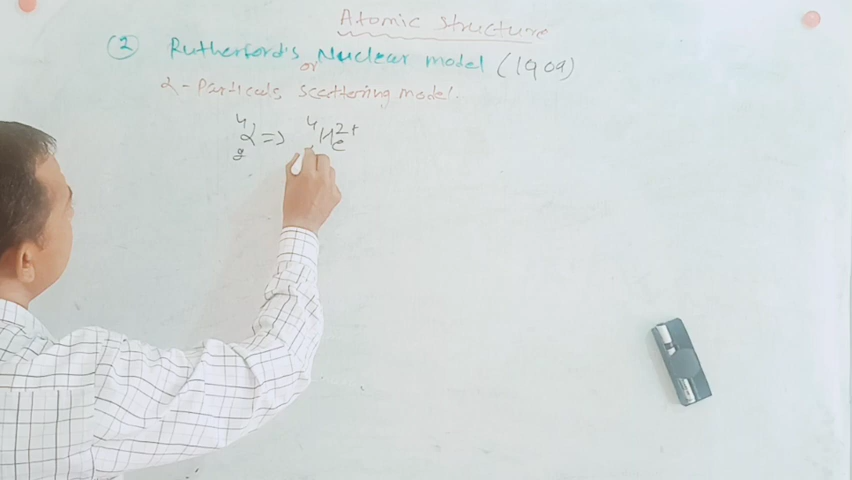 Atomic structure
② Rutherford's Nuclear model (1909)
or
α-Particals scattering model.
⁴₂α => ⁴He²⁺